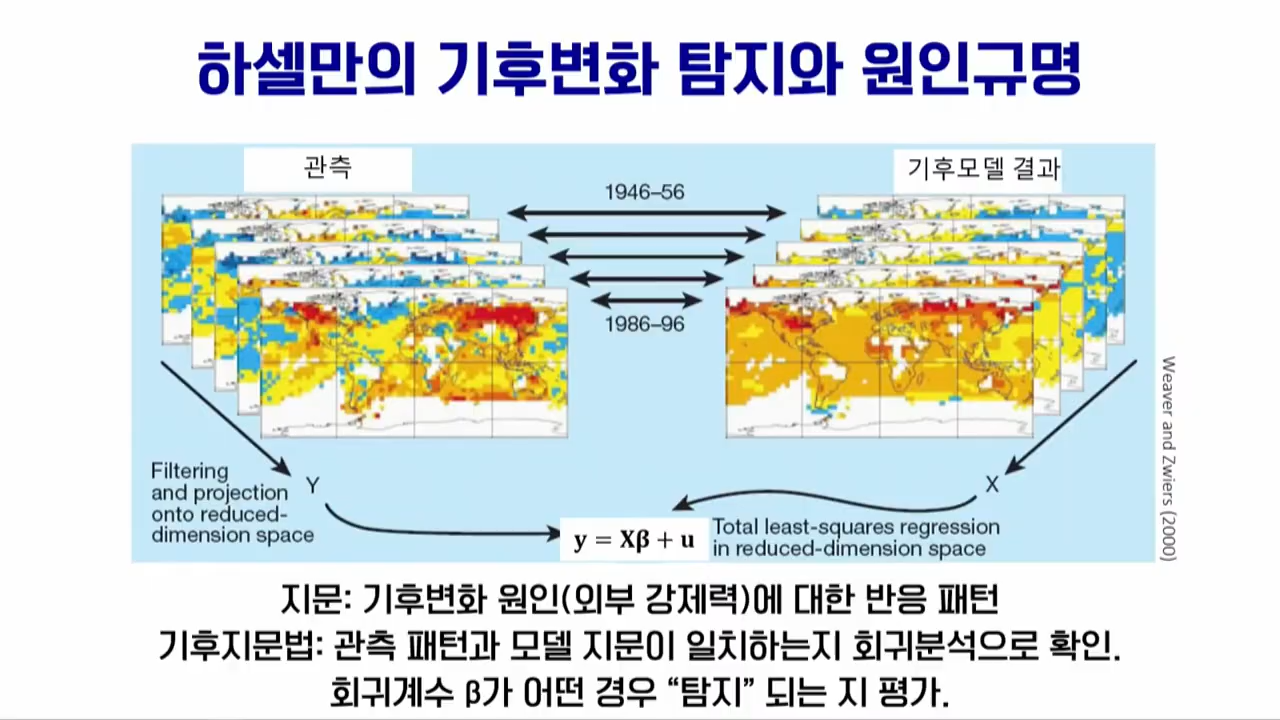 하셀만의 기후변화 탐지와 원인규명
관측
기후모델 결과
1946–56
1986–96
Filtering
and projection
onto reduced-
dimension space
Y
X
y = Xβ + u
Total least-squares regression
in reduced-dimension space
Weaver and Zwiers (2000)
지문: 기후변화 원인(외부 강제력)에 대한 반응 패턴
기후지문법: 관측 패턴과 모델 지문이 일치하는지 회귀분석으로 확인.
회귀계수 β가 어떤 경우 “탐지” 되는 지 평가.